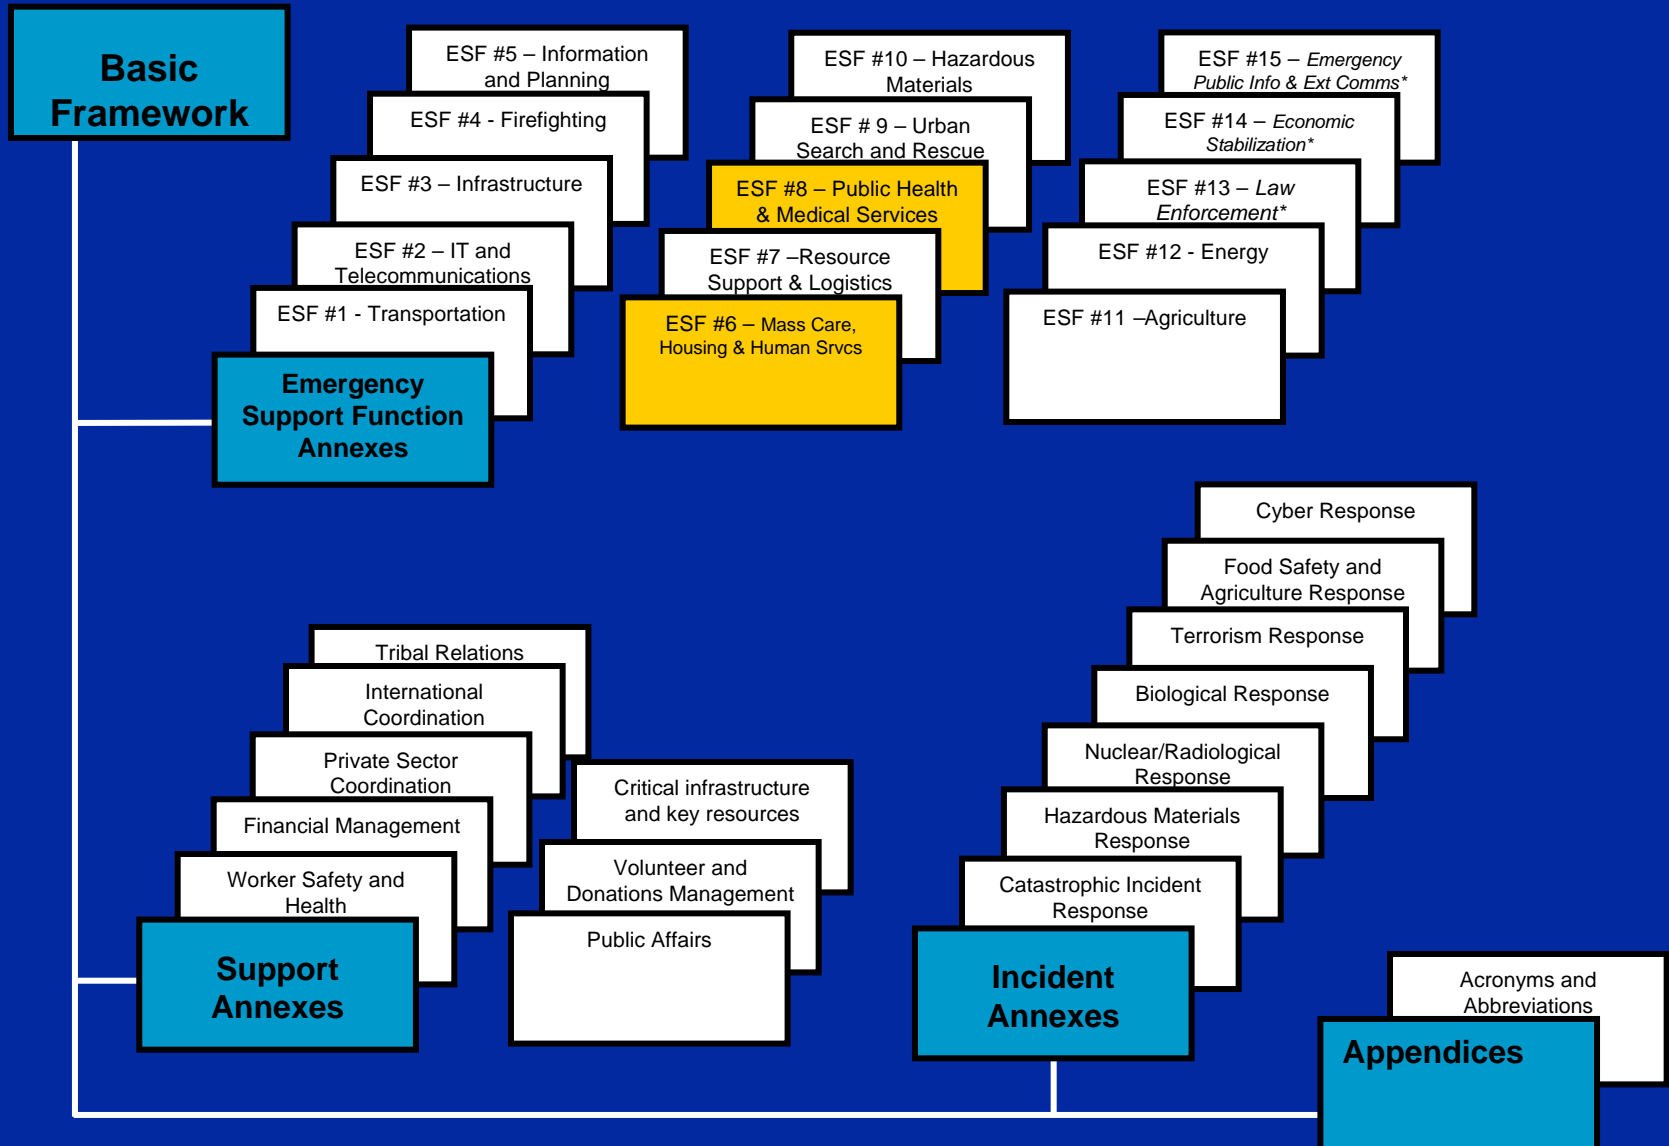 Basic
Framework
ESF #5 – Information
and Planning
ESF #4 - Firefighting
ESF #3 – Infrastructure
ESF #2 – IT and
Telecommunications
ESF #1 - Transportation
Emergency
Support Function
Annexes
ESF #10 – Hazardous
Materials
ESF # 9 – Urban
Search and Rescue
ESF #8 – Public Health
& Medical Services
ESF #7 –Resource
Support & Logistics
ESF #6 – Mass Care,
Housing & Human Srvcs
ESF #15 – Emergency
Public Info & Ext Comms*
ESF #14 – Economic
Stabilization*
ESF #13 – Law
Enforcement*
ESF #12 - Energy
ESF #11 –Agriculture
Tribal Relations
International
Coordination
Private Sector
Coordination
Financial Management
Worker Safety and
Health
Support
Annexes
Critical infrastructure
and key resources
Volunteer and
Donations Management
Public Affairs
Cyber Response
Food Safety and
Agriculture Response
Terrorism Response
Biological Response
Nuclear/Radiological
Response
Hazardous Materials
Response
Catastrophic Incident
Response
Incident
Annexes
Acronyms and
Abbreviations
Appendices